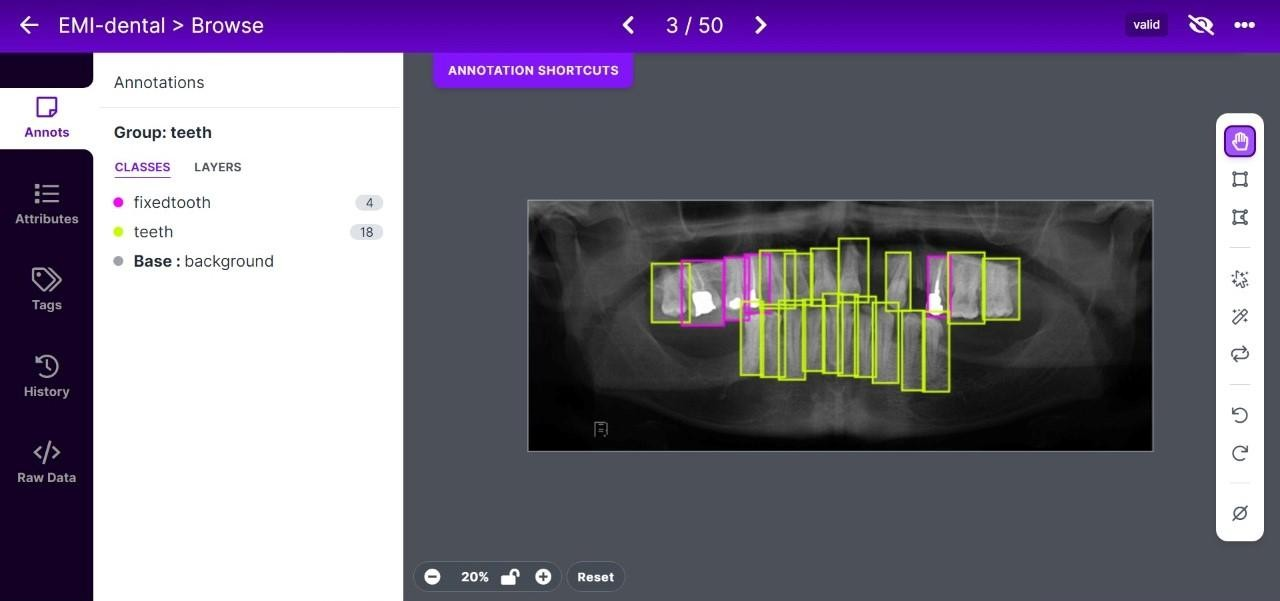 EMI-dental > Browse
3 / 50
valid
ANNOTATION SHORTCUTS
Annots
Attributes
Tags
History
Raw Data
Annotations
Group: teeth
CLASSES LAYERS
fixedtooth 4
teeth 18
Base : background
20%
Reset